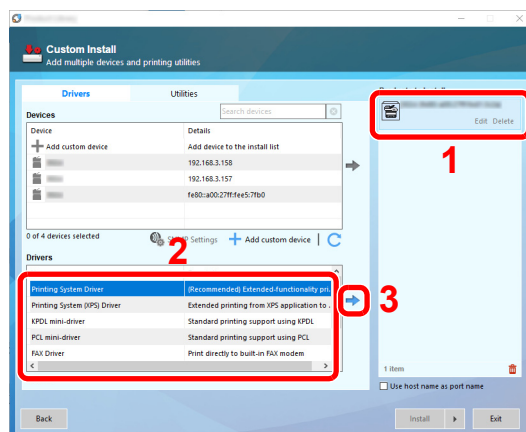 Custom Install
Add multiple devices and printing utilities
Drivers Utilities
Devices Search devices
Device Details
Add custom device Add device to the install list
192.168.3.158
192.168.3.157
fe80::a00:27ff:fee5:7fb0
0 of 4 devices selected Settings Add custom device
Drivers
Printing System Driver (Recommended) Extended-functionality pri...
Printing System (XPS) Driver Extended printing from XPS application to .
KPDL mini-driver Standard printing support using KPDL
PCL mini-driver Standard printing support using PCL
FAX Driver Print directly to built-in FAX modem
Edit Delete
1
2
3
1 item
Use host name as port name
Back Install Exit